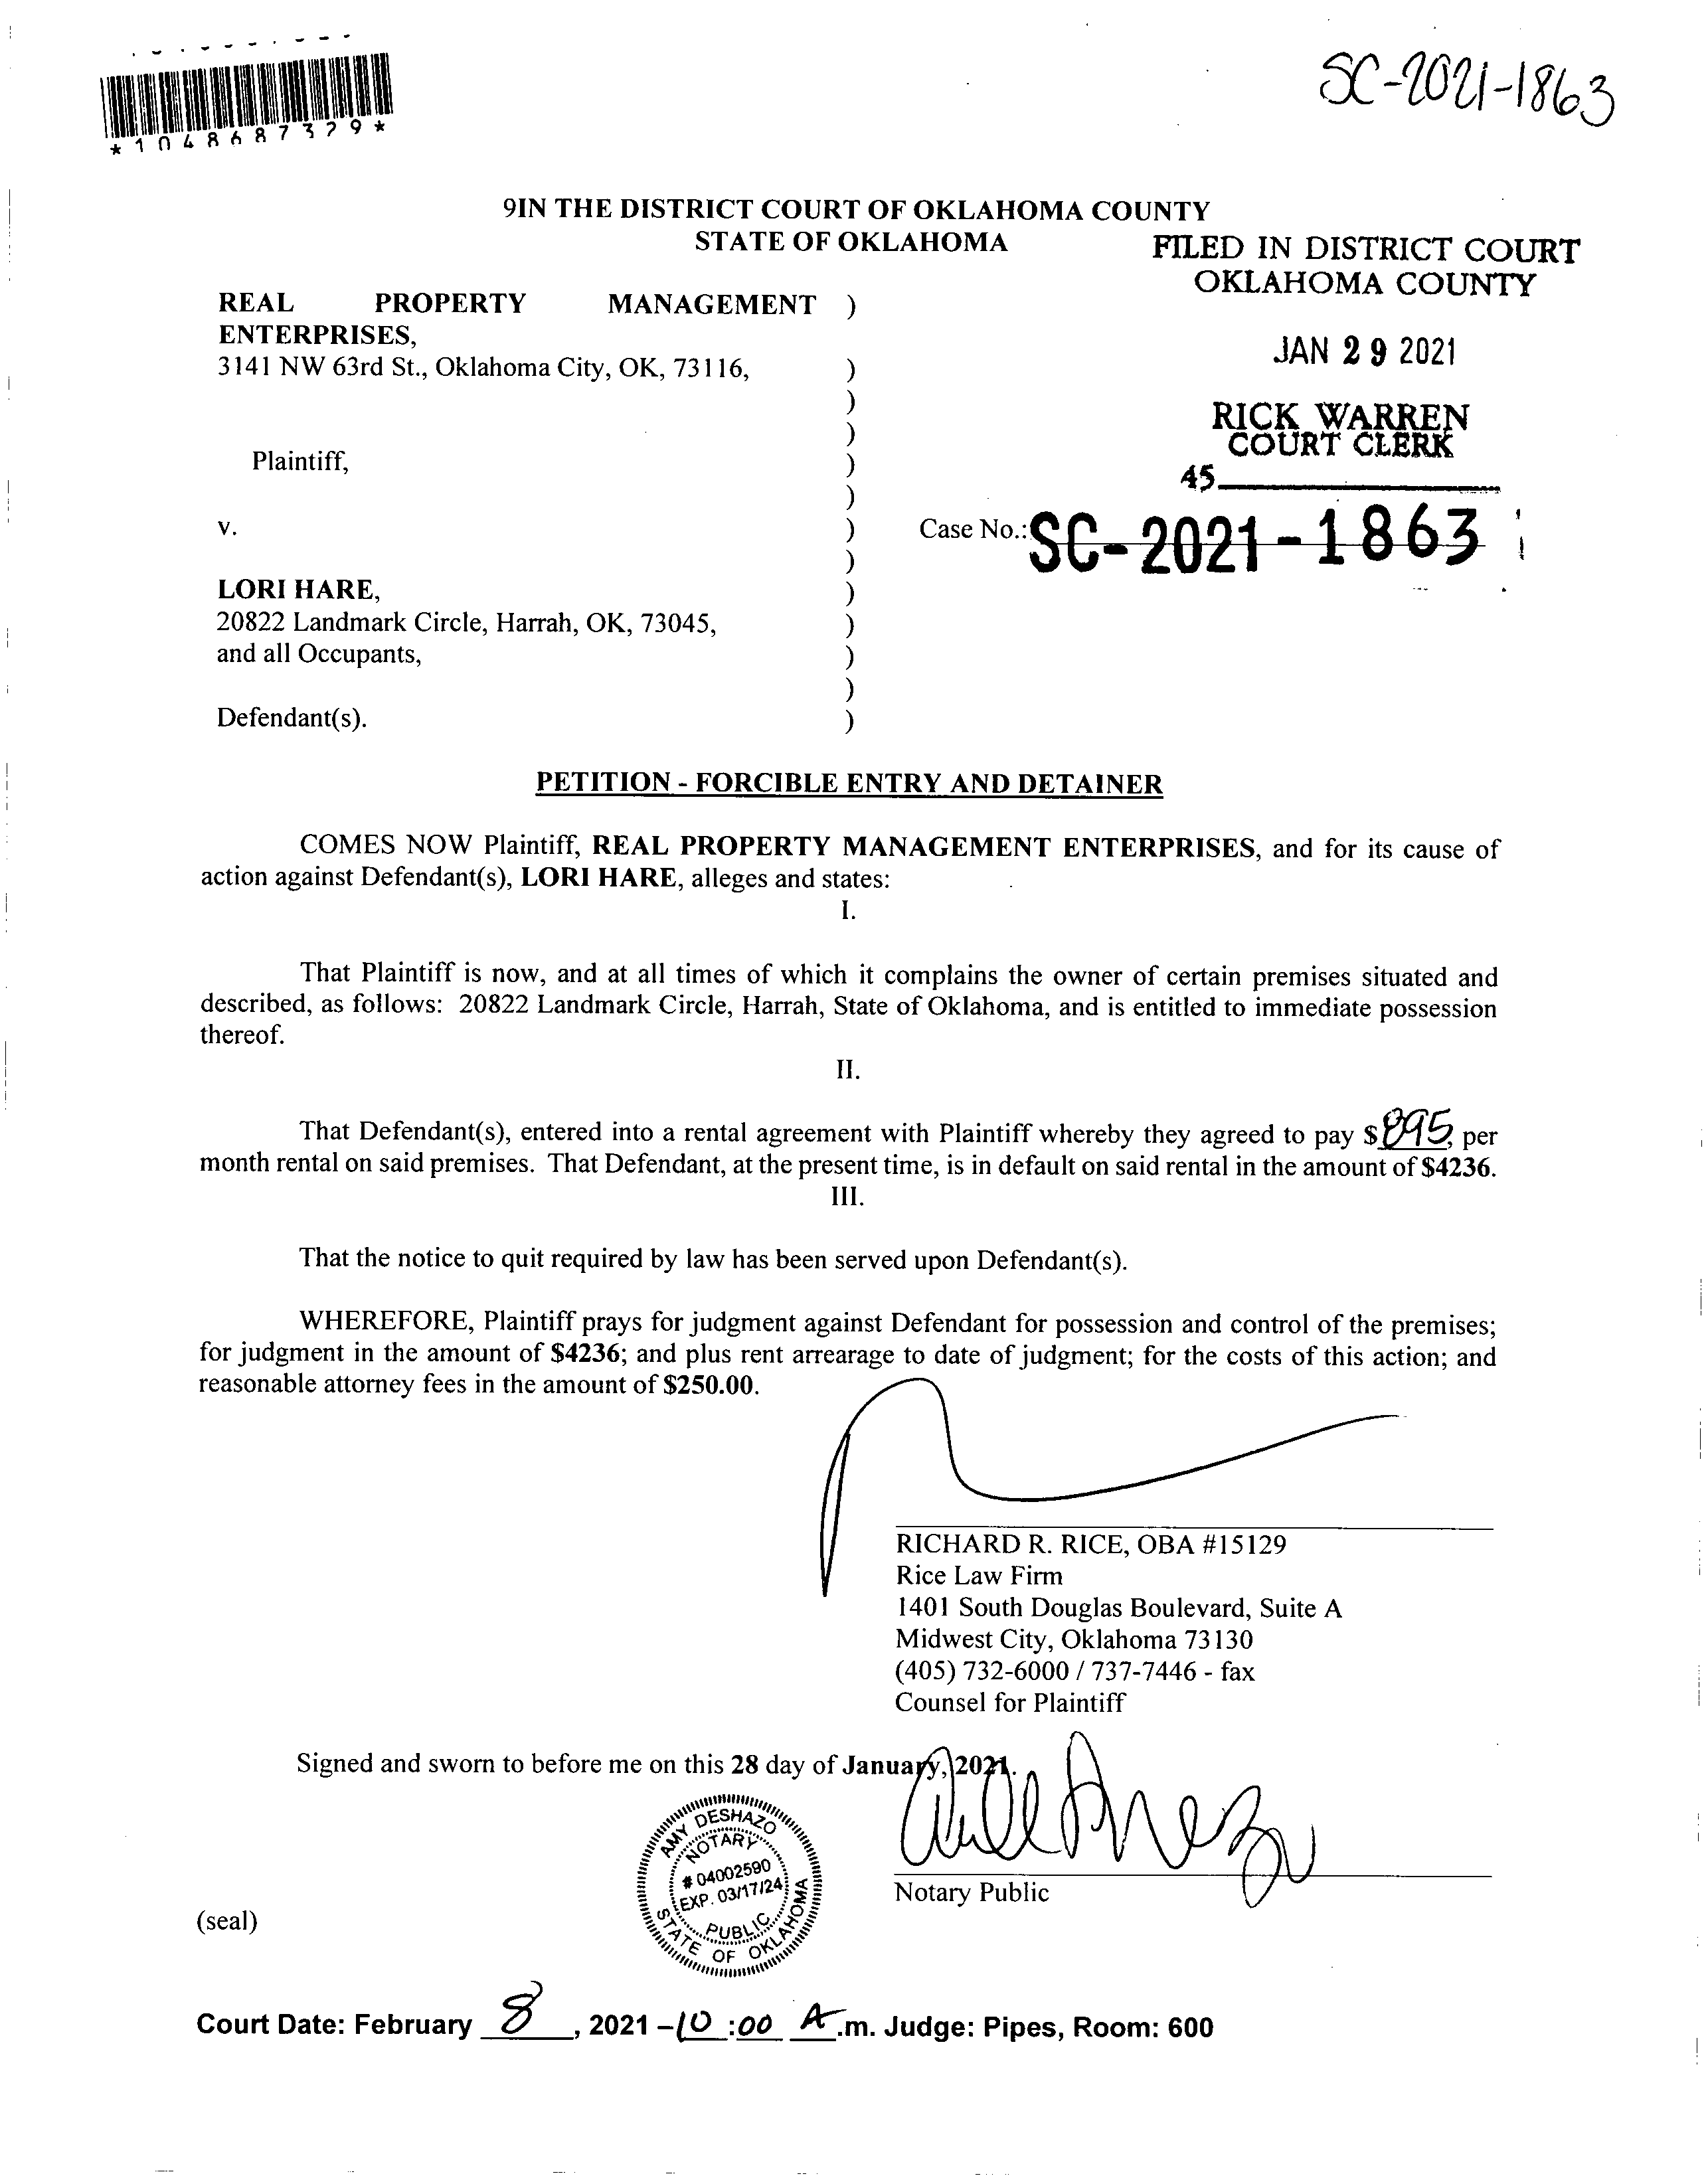 SC-2021-1863
*1048687379*
9IN THE DISTRICT COURT OF OKLAHOMA COUNTY
STATE OF OKLAHOMA
FILED IN DISTRICT COURT
OKLAHOMA COUNTY
JAN 29 2021
RICK WARREN
COURT CLERK
45
REAL PROPERTY MANAGEMENT )
ENTERPRISES,
3141 NW 63rd St., Oklahoma City, OK, 73116, )
)
)
Plaintiff, )
)
v. ) Case No.: SC-2021-1863
)
LORI HARE, )
20822 Landmark Circle, Harrah, OK, 73045, )
and all Occupants, )
)
Defendant(s). )
PETITION - FORCIBLE ENTRY AND DETAINER
COMES NOW Plaintiff, REAL PROPERTY MANAGEMENT ENTERPRISES, and for its cause of
action against Defendant(s), LORI HARE, alleges and states:
I.
That Plaintiff is now, and at all times of which it complains the owner of certain premises situated and
described, as follows: 20822 Landmark Circle, Harrah, State of Oklahoma, and is entitled to immediate possession
thereof.
II.
That Defendant(s), entered into a rental agreement with Plaintiff whereby they agreed to pay $895, per
month rental on said premises. That Defendant, at the present time, is in default on said rental in the amount of $4236.
III.
That the notice to quit required by law has been served upon Defendant(s).
WHEREFORE, Plaintiff prays for judgment against Defendant for possession and control of the premises;
for judgment in the amount of $4236; and plus rent arrearage to date of judgment; for the costs of this action; and
reasonable attorney fees in the amount of $250.00.
RICHARD R. RICE, OBA #15129
Rice Law Firm
1401 South Douglas Boulevard, Suite A
Midwest City, Oklahoma 73130
(405) 732-6000 / 737-7446 - fax
Counsel for Plaintiff
Signed and sworn to before me on this 28 day of January, 2021.
AMY DESHAZO
NOTARY
# 04002590
EXP. 03/17/24
PUBLIC
STATE OF OKLAHOMA
Notary Public
(seal)
Court Date: February 8, 2021 – 10:00 A.m. Judge: Pipes, Room: 600